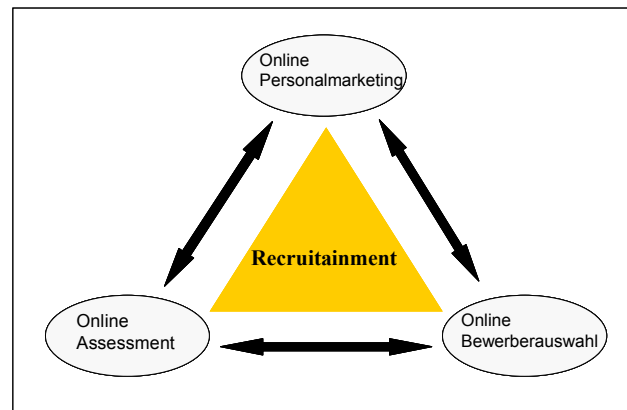 Online
Personalmarketing
Recruitainment
Online
Assessment
Online
Bewerberauswahl